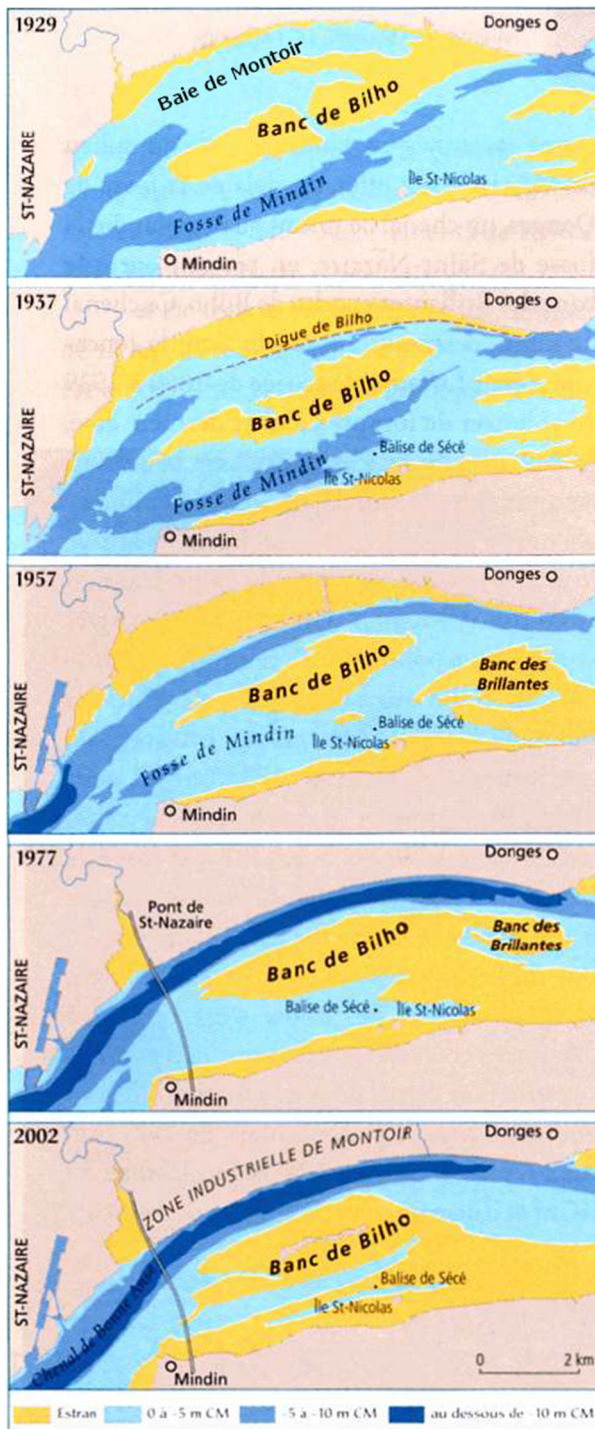 1929
Donges
Baie de Montoir
Banc de Bilho
ST-NAZAIRE
Île St-Nicolas
Fosse de Mindin
Mindin
1937
Donges
Digue de Bilho
Banc de Bilho
ST-NAZAIRE
Balise de Sécé
Fosse de Mindin
Île St-Nicolas
Mindin
1957
Donges
Banc de Bilho
Banc des
Brillantes
ST-NAZAIRE
Balise de Sécé
Fosse de Mindin
Île St-Nicolas
Mindin
1977
Donges
Pont de
St-Nazaire
Banc de Bilho
Banc des
Brillantes
ST-NAZAIRE
Balise de Sécé
Île St-Nicolas
Mindin
2002
Donges
ZONE INDUSTRIELLE DE MONTOIR
Banc de Bilho
ST-NAZAIRE
Balise de Sécé
Île St-Nicolas
Chenal de Bonne Anse
Mindin
0 2 km
Estran 0 à -5 m CM -5 à -10 m CM au dessous de -10 m CM